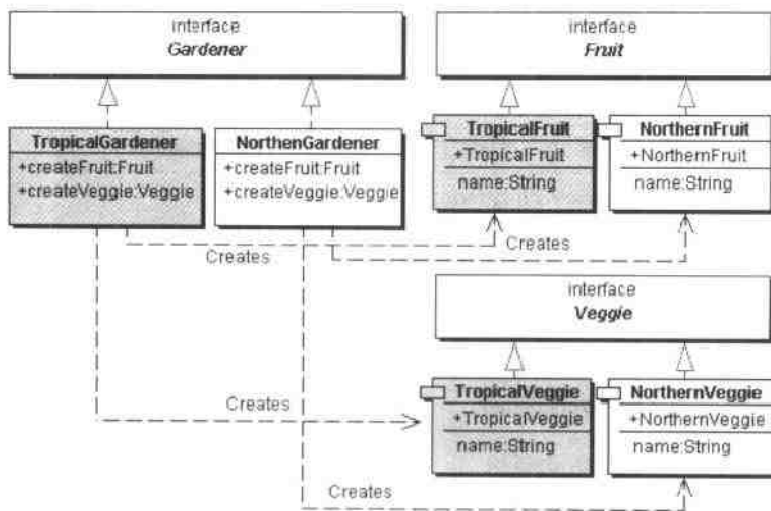 interface
Gardener
interface
Fruit
TropicalGardener
+createFruit:Fruit
+createVeggie:Veggie
NorthenGardener
+createFruit:Fruit
+createVeggie:Veggie
TropicalFruit
+TropicalFruit
name:String
NorthernFruit
+NorthernFruit
name:String
Creates
Creates
interface
Veggie
TropicalVeggie
+TropicalVeggie
name:String
NorthernVeggie
+NorthernVeggie
name:String
Creates
Creates